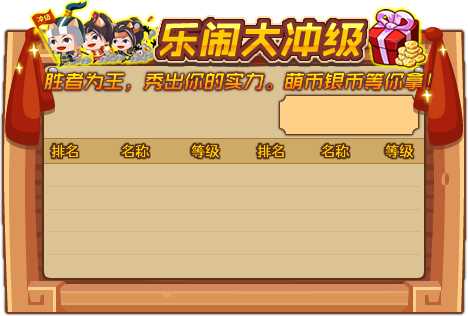 冲级
乐闹大冲级
胜者为王，秀出你的实力。萌币银币等你拿！
排名 名称 等级 排名 名称 等级